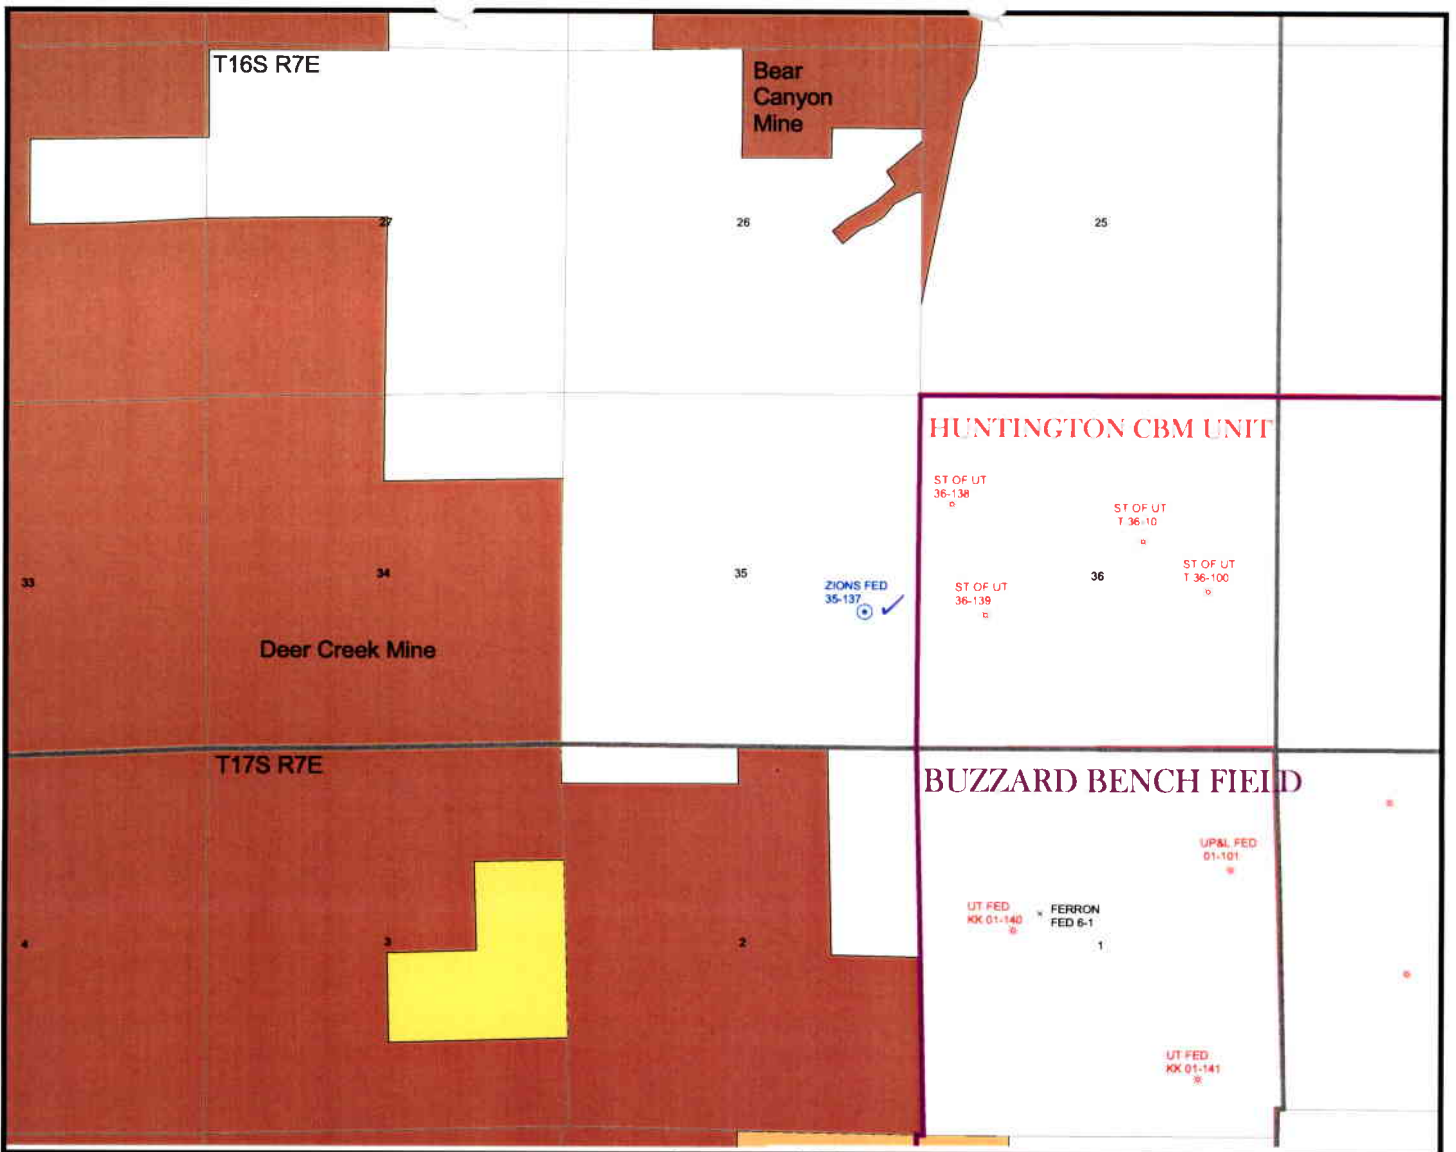 T16S R7E
Bear
Canyon
Mine
27
26
25
HUNTINGTON CBM UNIT
ST OF UT
36-138
ST OF UT
T 36-10
ST OF UT
T 36-100
33
34
35
36
ZIONS FED
35-137
ST OF UT
36-139
Deer Creek Mine
T17S R7E
BUZZARD BENCH FIELD
UP&L FED
01-101
UT FED
KK 01-140
FERRON
FED 6-1
4
3
2
1
UT FED
KK 01-141